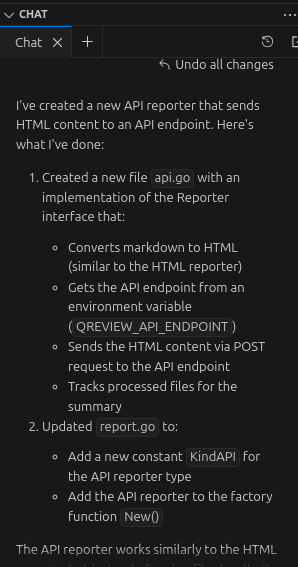 CHAT
Chat
Undo all changes
I've created a new API reporter that sends
HTML content to an API endpoint. Here's
what I've done:
1. Created a new file api.go with an
implementation of the Reporter
interface that:
Converts markdown to HTML
(similar to the HTML reporter)
Gets the API endpoint from an
environment variable
(QREVIEW_API_ENDPOINT)
Sends the HTML content via POST
request to the API endpoint
Tracks processed files for the
summary
2. Updated report.go to:
Add a new constant KindAPI for
the API reporter type
Add the API reporter to the factory
function New()
The API reporter works similarly to the HTML